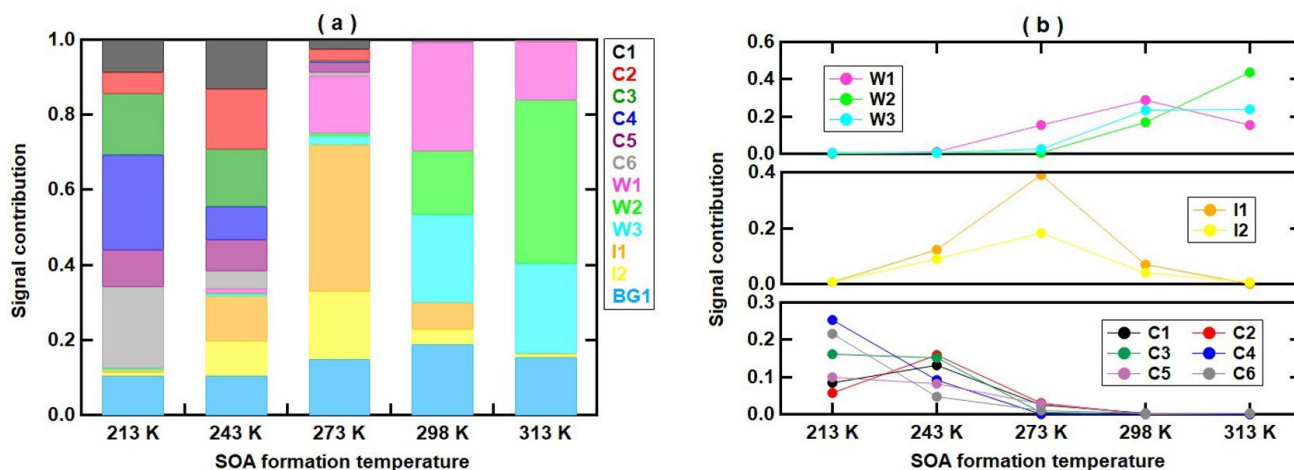 ( a )
1.0
0.8
0.6
0.4
0.2
0.0
Signal contribution
213 K 243 K 273 K 298 K 313 K
SOA formation temperature
C1
C2
C3
C4
C5
C6
W1
W2
W3
I1
I2
BG1
( b )
0.6
0.4
0.2
0.0
W1
W2
W3
0.4
0.2
0.0
I1
I2
0.3
0.2
0.1
0.0
C1 C2
C3 C4
C5 C6
Signal contribution
213 K 243 K 273 K 298 K 313 K
SOA formation temperature